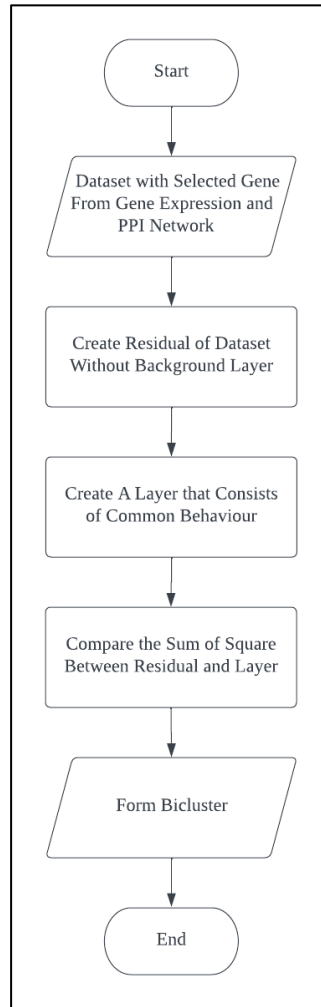 Start
Dataset with Selected Gene
From Gene Expression and
PPI Network
Create Residual of Dataset
Without Background Layer
Create A Layer that Consists
of Common Behaviour
Compare the Sum of Square
Between Residual and Layer
Form Bicluster
End